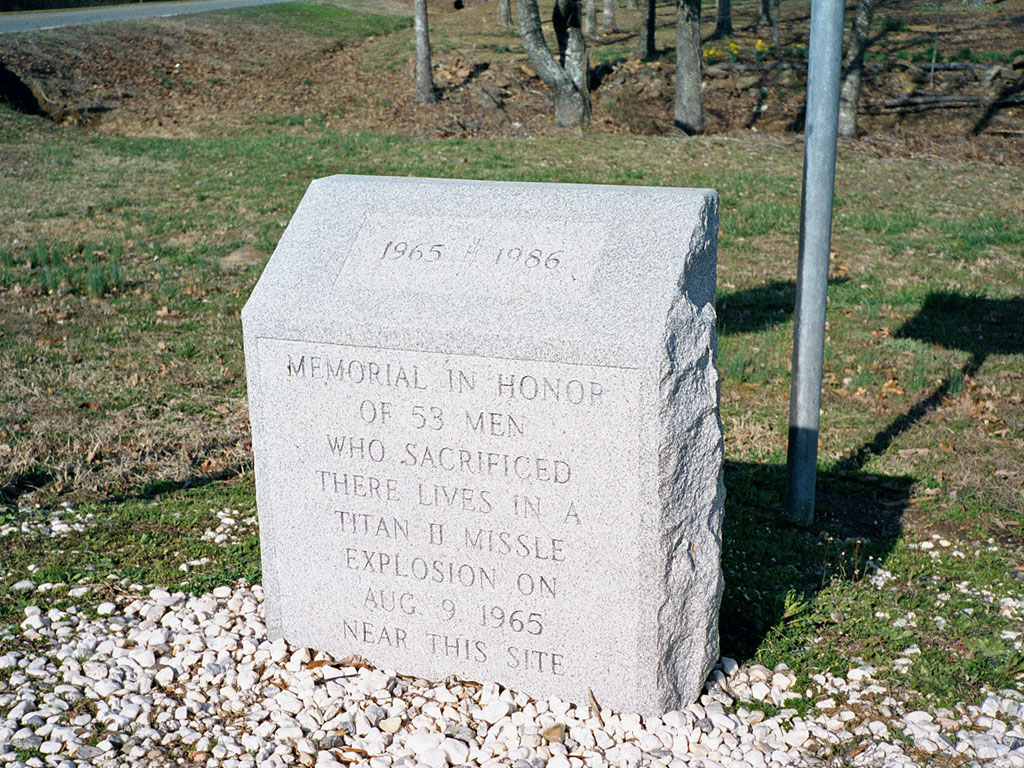 1965 1986
MEMORIAL IN HONOR
OF 53 MEN
WHO SACRIFICED
THERE LIVES IN A
TITAN II MISSLE
EXPLOSION ON
AUG. 9, 1965
NEAR THIS SITE